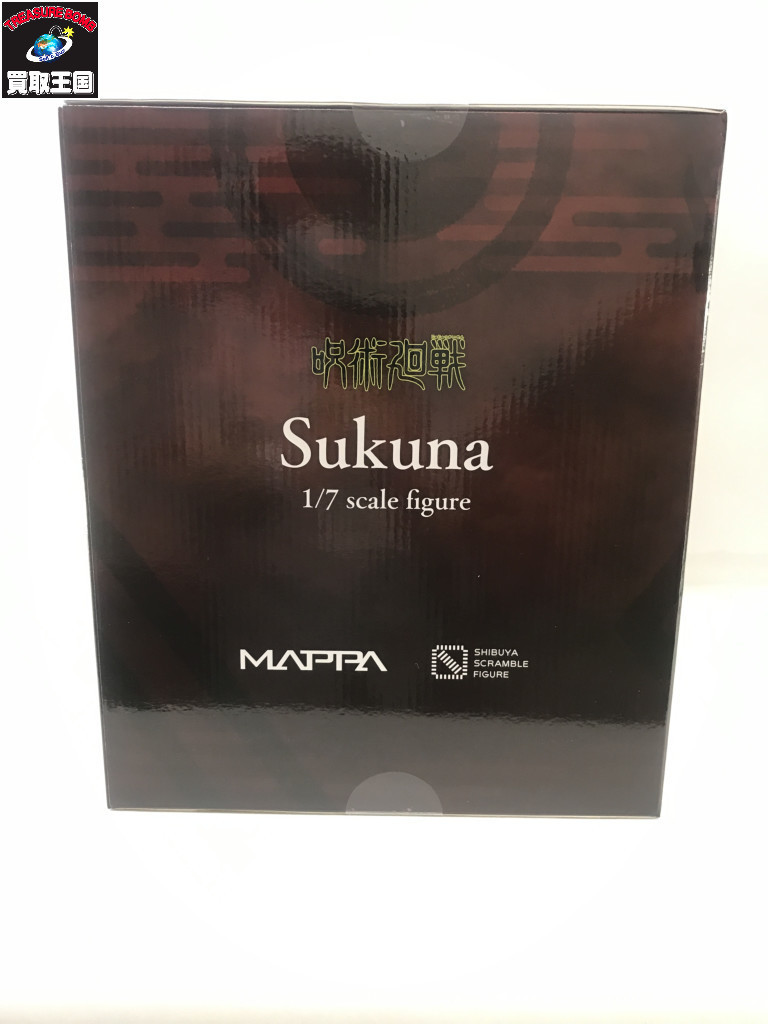 TREASURE BOMB
買取王国
呪術廻戦
Sukuna
1/7 scale figure
MAPPA
SHIBUYA
SCRAMBLE
FIGURE